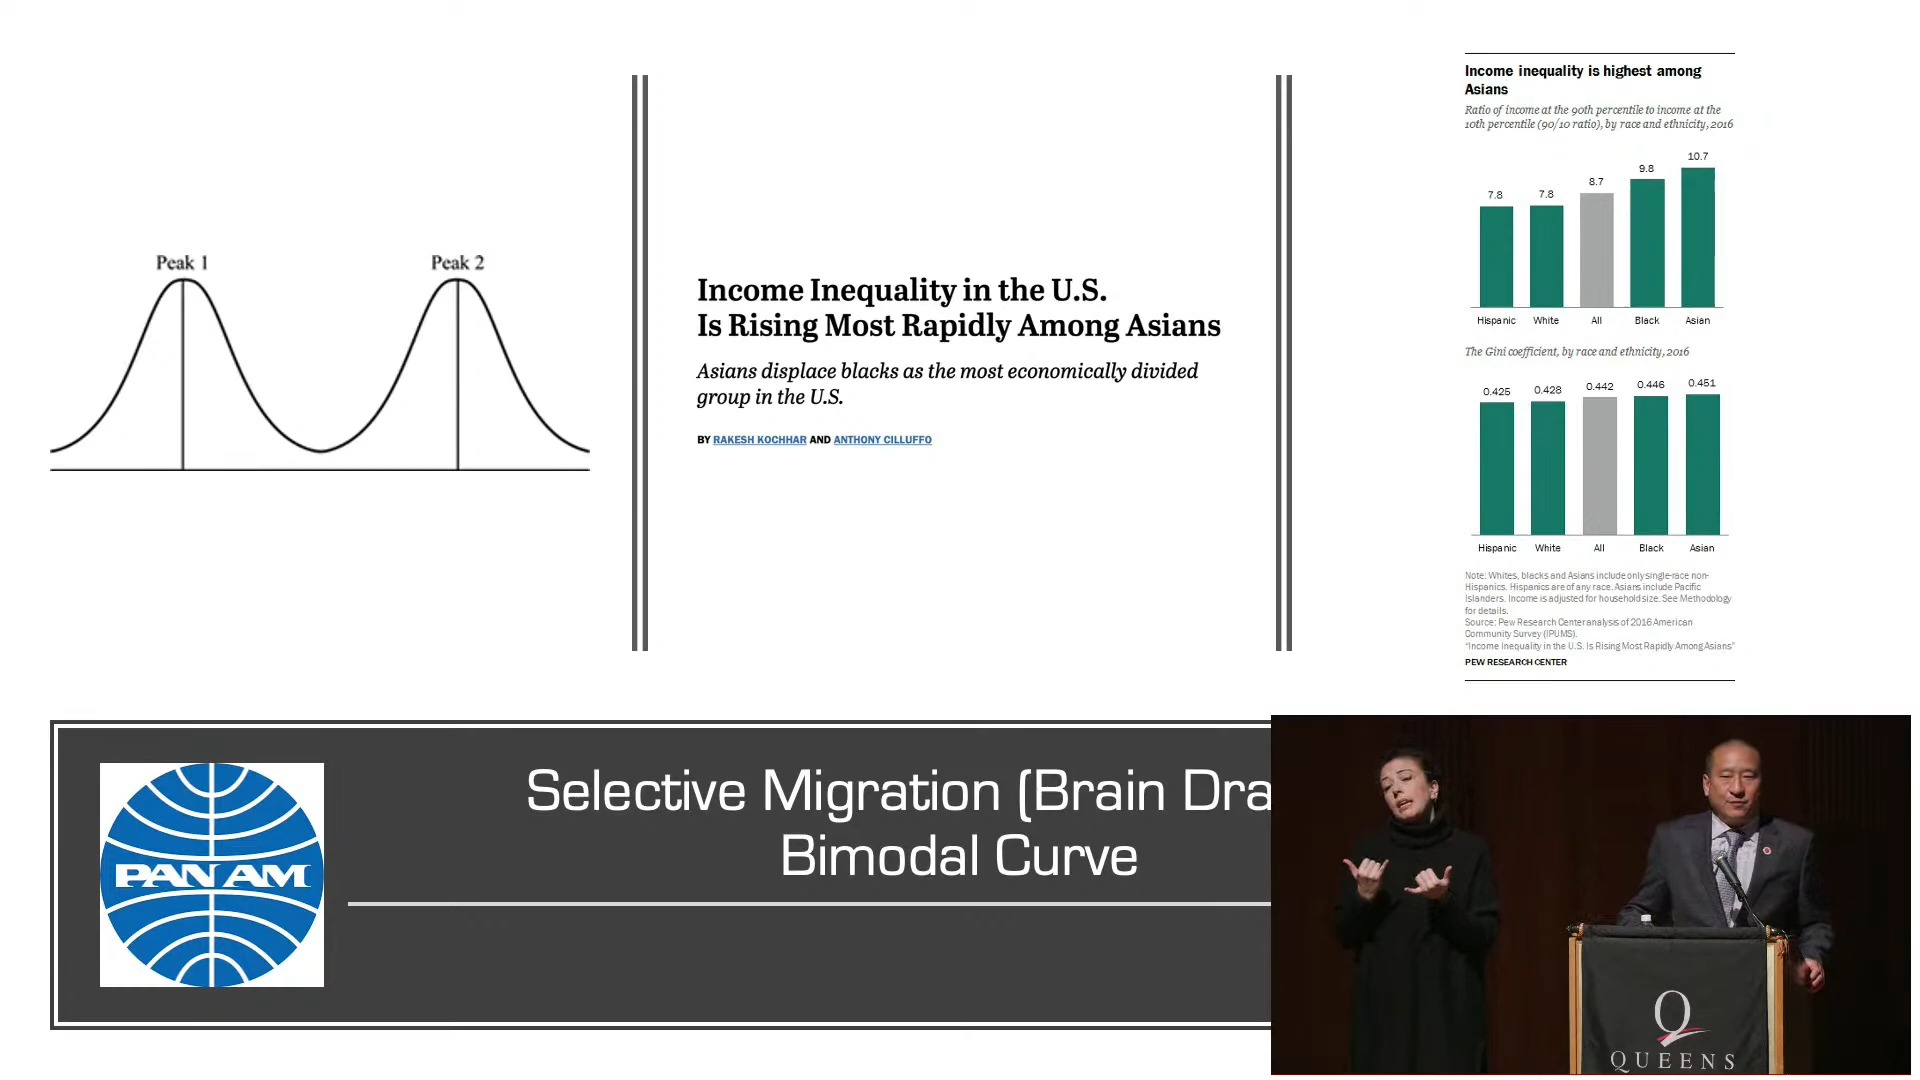 Peak 1
Peak 2
Income Inequality in the U.S.
Is Rising Most Rapidly Among Asians
Asians displace blacks as the most economically divided
group in the U.S.
BY RAKESH KOCHHAR AND ANTHONY CILLUFFO
Income inequality is highest among
Asians
Ratio of income at the 90th percentile to income at the
10th percentile (90/10 ratio), by race and ethnicity, 2016
7.8
7.8
8.7
9.8
10.7
Hispanic White All Black Asian
The Gini coefficient, by race and ethnicity, 2016
0.425 0.428 0.442 0.446 0.451
Hispanic White All Black Asian
Note: Whites, blacks and Asians include only single-race non-
Hispanics. Hispanics are of any race. Asians include Pacific
Islanders. Income is adjusted for household size. See Methodology
for details.
Source: Pew Research Center analysis of 2016 American
Community Survey (IPUMS).
"Income Inequality in the U.S. Is Rising Most Rapidly Among Asians"
PEW RESEARCH CENTER
PAN AM
Selective Migration (Brain Dra
Bimodal Curve
Q
QUEENS